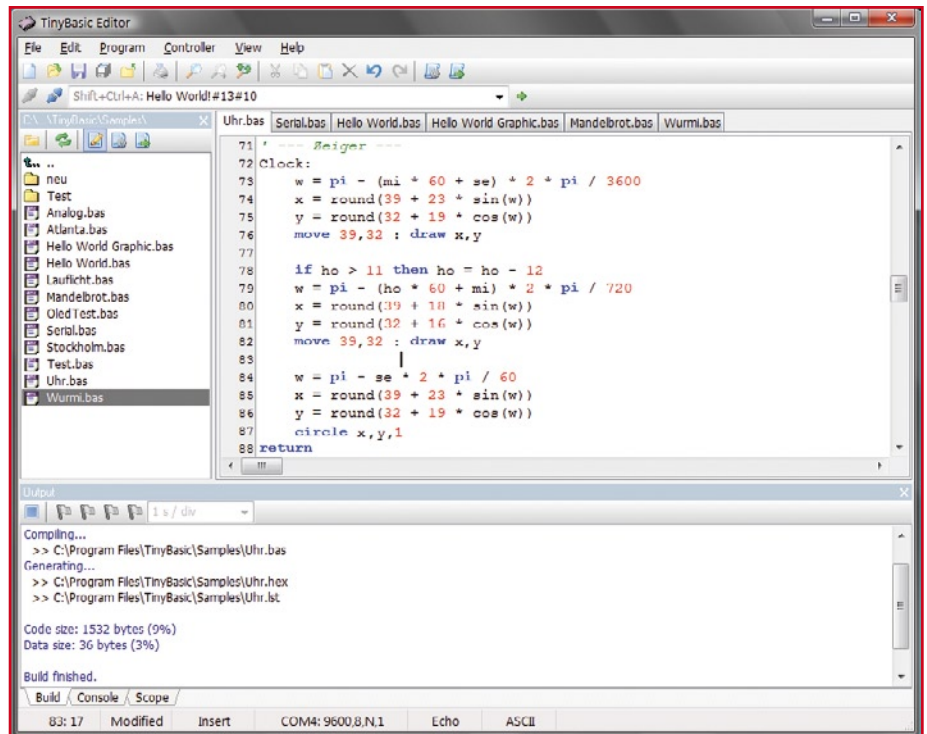 TinyBasic Editor
File Edit Program Controller View Help
Shift+Ctrl+A: Hello World!#13#10
C:\..\TinyBasic\Samples\
Uhr.bas Serial.bas Hello World.bas Hello World Graphic.bas Mandelbrot.bas Wurmi.bas
..
neu
Test
Analog.bas
Atlanta.bas
Hello World Graphic.bas
Hello World.bas
Lauflicht.bas
Mandelbrot.bas
OledTest.bas
Serial.bas
Stockholm.bas
Test.bas
Uhr.bas
Wurmi.bas
71 ' --- Zeiger ---
72 Clock:
73 w = pi - (mi * 60 + se) * 2 * pi / 3600
74 x = round(39 + 23 * sin(w))
75 y = round(32 + 19 * cos(w))
76 move 39,32 : draw x,y
77
78 if ho > 11 then ho = ho - 12
79 w = pi - (ho * 60 + mi) * 2 * pi / 720
80 x = round(39 + 18 * sin(w))
81 y = round(32 + 16 * cos(w))
82 move 39,32 : draw x,y
83
84 w = pi - se * 2 * pi / 60
85 x = round(39 + 23 * sin(w))
86 y = round(32 + 19 * cos(w))
87 circle x,y,1
88 return
Output
1 s / div
Compiling...
>> C:\Program Files\TinyBasic\Samples\Uhr.bas
Generating...
>> C:\Program Files\TinyBasic\Samples\Uhr.hex
>> C:\Program Files\TinyBasic\Samples\Uhr.lst
Code size: 1532 bytes (9%)
Data size: 36 bytes (3%)
Build finished.
Build Console Scope
83: 17 Modified Insert COM4: 9600,8,N,1 Echo ASCII